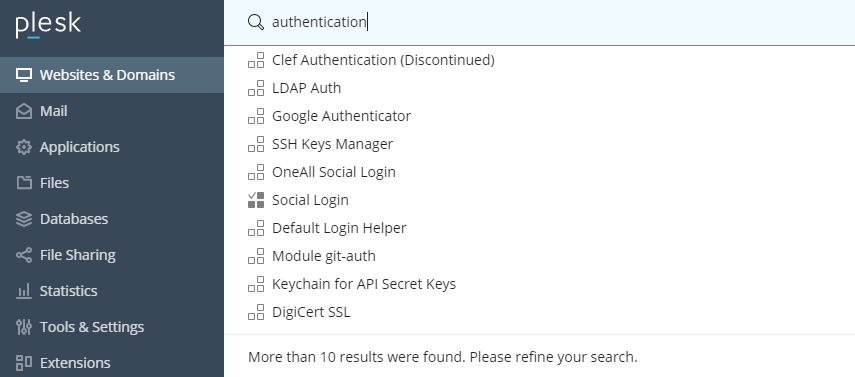 plesk
Websites & Domains
Mail
Applications
Files
Databases
File Sharing
Statistics
Tools & Settings
Extensions
authentication
Clef Authentication (Discontinued)
LDAP Auth
Google Authenticator
SSH Keys Manager
OneAll Social Login
Social Login
Default Login Helper
Module git-auth
Keychain for API Secret Keys
DigiCert SSL
More than 10 results were found. Please refine your search.